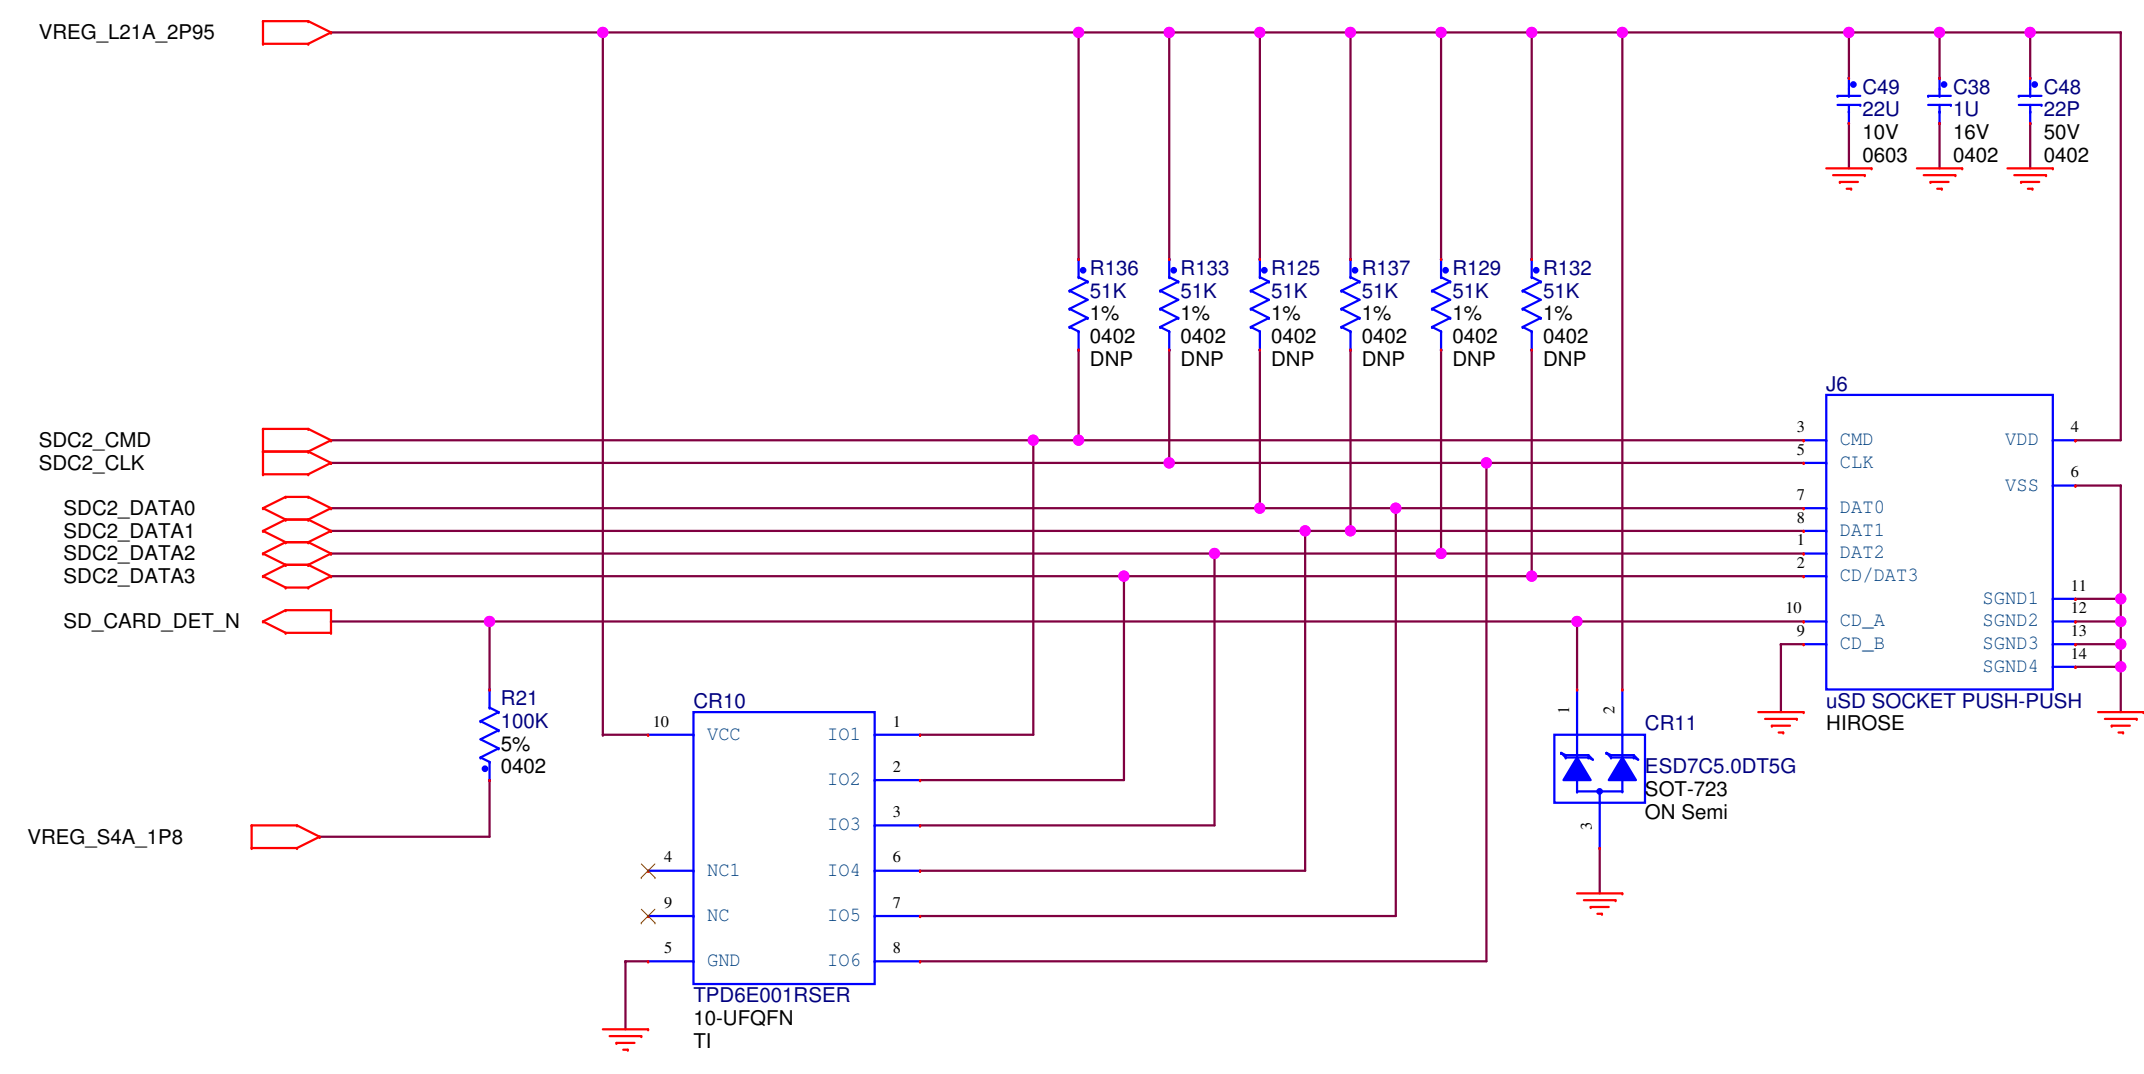 VREG_L21A_2P95
C49
22U
10V
0603
C38
1U
16V
0402
C48
22P
50V
0402
R136
51K
1%
0402
DNP
R133
51K
1%
0402
DNP
R125
51K
1%
0402
DNP
R137
51K
1%
0402
DNP
R129
51K
1%
0402
DNP
R132
51K
1%
0402
DNP
SDC2_CMD
SDC2_CLK
SDC2_DATA0
SDC2_DATA1
SDC2_DATA2
SDC2_DATA3
SD_CARD_DET_N
J6
3 CMD
5 CLK
7 DAT0
8 DAT1
1 DAT2
2 CD/DAT3
10 CD_A
9 CD_B
VDD 4
VSS 6
SGND1 11
SGND2 12
SGND3 13
SGND4 14
uSD SOCKET PUSH-PUSH
HIROSE
R21
100K
5%
0402
VREG_S4A_1P8
CR10
10 VCC
4 NC1
9 NC
5 GND
IO1 1
IO2 2
IO3 3
IO4 6
IO5 7
IO6 8
TPD6E001RSER
10-UFQFN
TI
1
2
3
CR11
ESD7C5.0DT5G
SOT-723
ON Semi